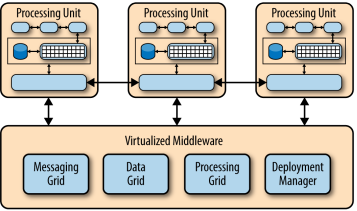 Processing Unit
Processing Unit
Processing Unit
Virtualized Middleware
Messaging
Grid
Data
Grid
Processing
Grid
Deployment
Manager